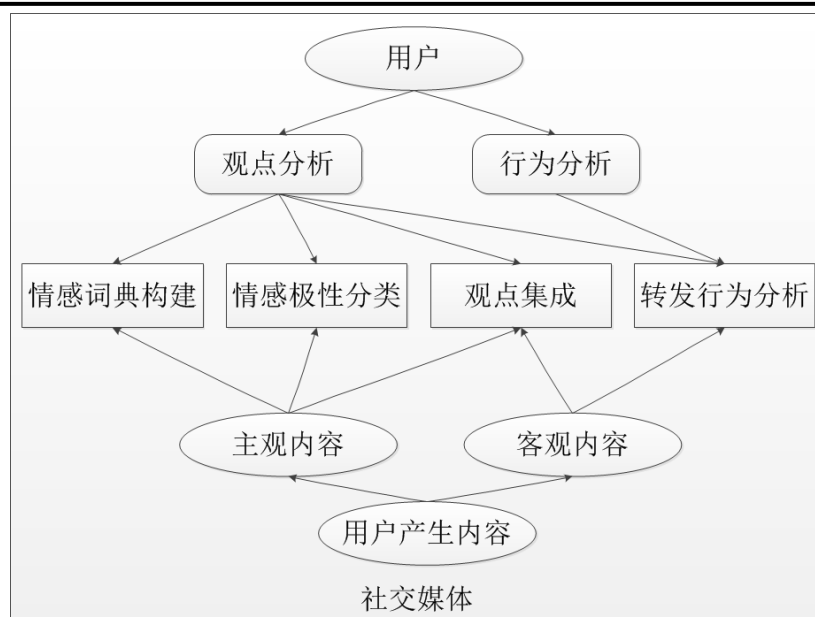 用户
观点分析
行为分析
情感词典构建
情感极性分类
观点集成
转发行为分析
主观内容
客观内容
用户产生内容
社交媒体